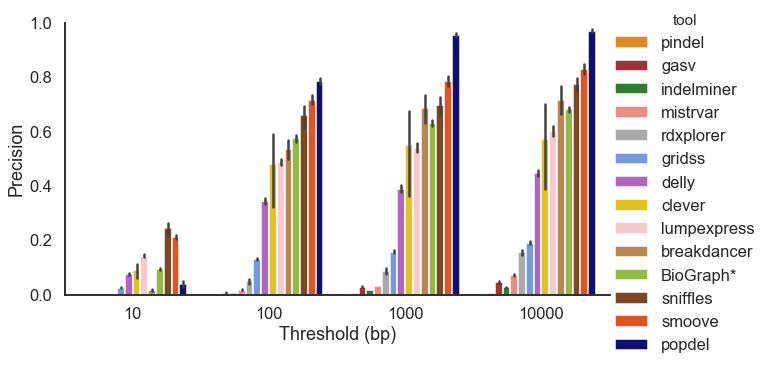 Precision
1.0
0.8
0.6
0.4
0.2
0.0
10
100
1000
10000
Threshold (bp)
tool
pindel
gasv
indelminer
mistrvar
rdxplorer
gridss
delly
clever
lumpexpress
breakdancer
BioGraph*
sniffles
smoove
popdel